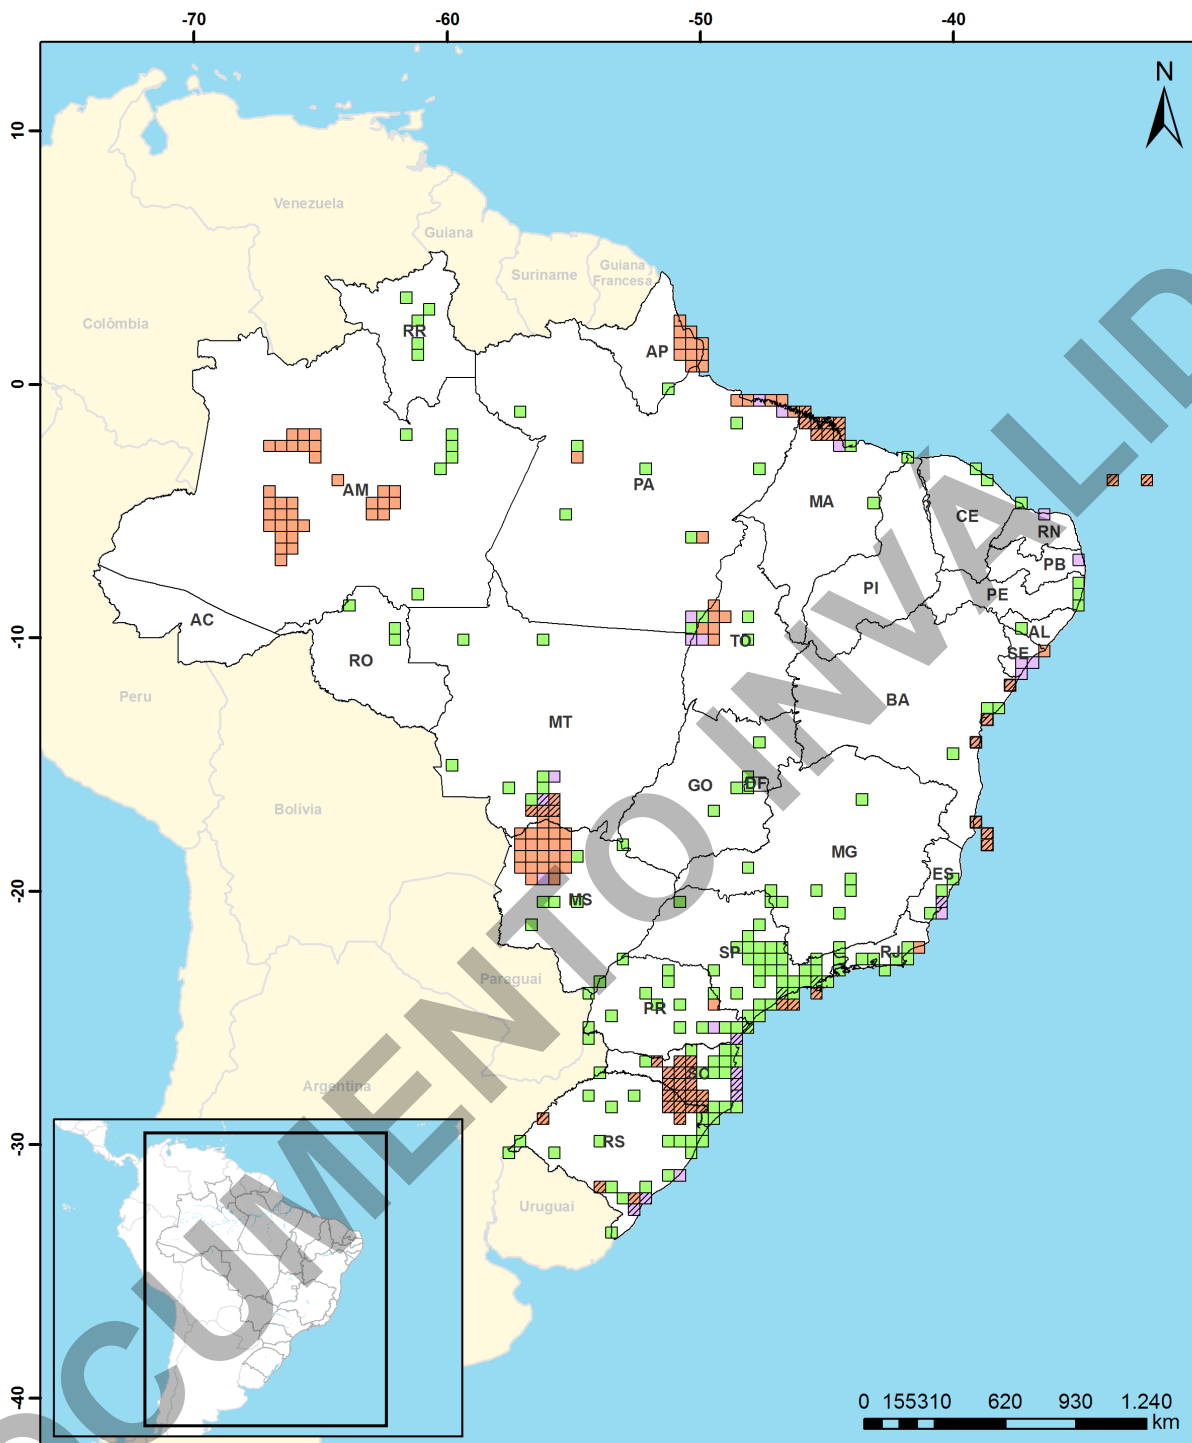 -70 -60 -50 -40
N
10
Venezuela
Guiana
Suriname
Guiana
Francesa
Colômbia
RR
AP
0
AM
PA
MA
CE
RN
PB
PI
PE
AC
AL
-10
TO
SE
RO
BA
Peru
MT
GO
DF
Bolívia
MG
ES
-20
MS
SP
RJ
Paraguai
PR
SC
Argentina
-30
RS
Uruguai
-40
0 155310 620 930 1.240
km
DOCUMENTO INVÁLID